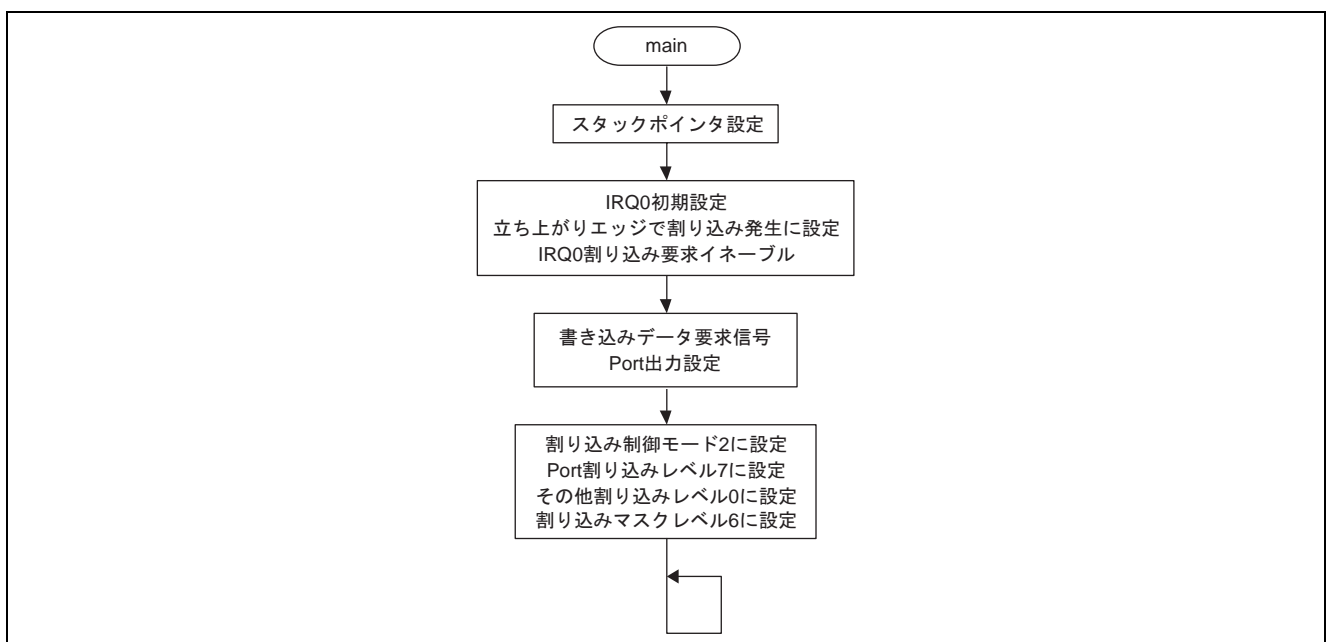 main
スタックポインタ設定
IRQ0初期設定
立ち上がりエッジで割り込み発生に設定
IRQ0割り込み要求イネーブル
書き込みデータ要求信号
Port出力設定
割り込み制御モード2に設定
Port割り込みレベル7に設定
その他割り込みレベル0に設定
割り込みマスクレベル6に設定